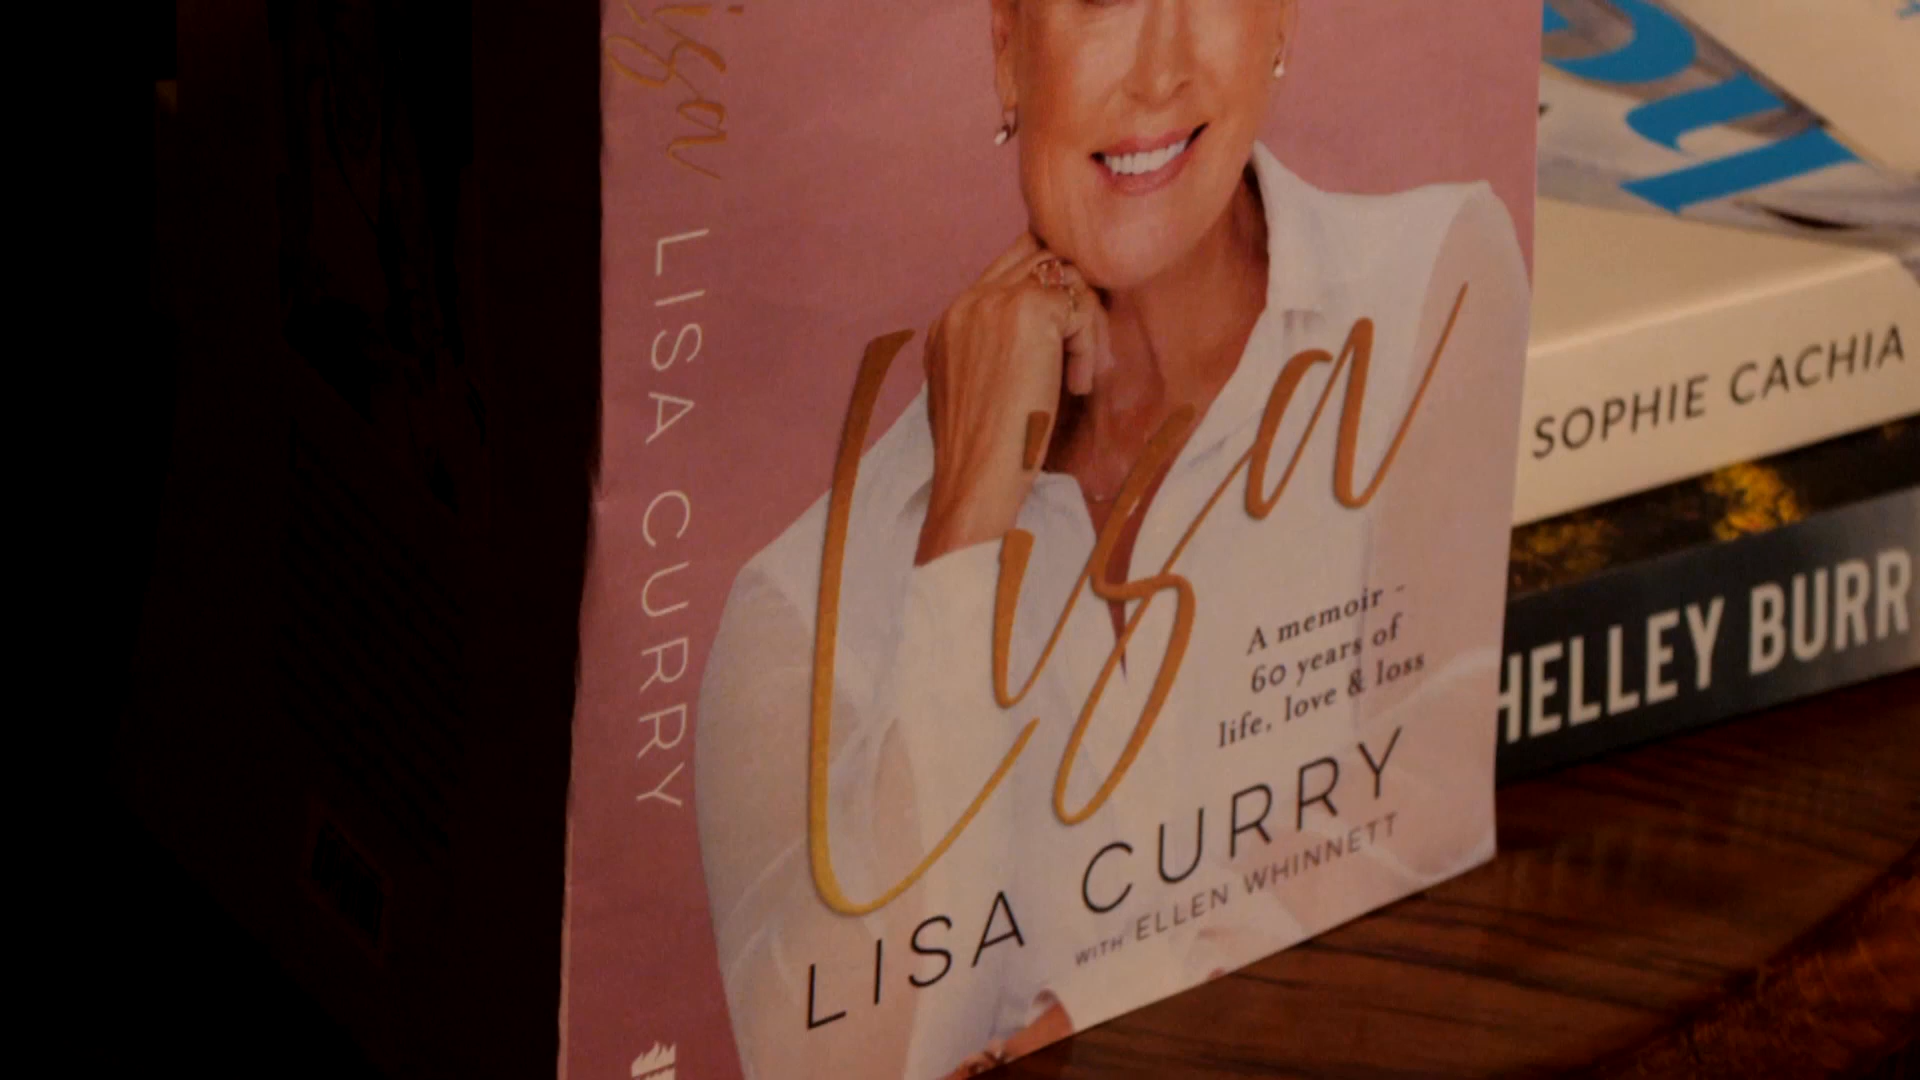 Lisa LISA CURRY
Lisa
A memoir -
60 years of
life, love & loss
LISA CURRY
WITH ELLEN WHINNETT
SOPHIE CACHIA
HELLEY BURR